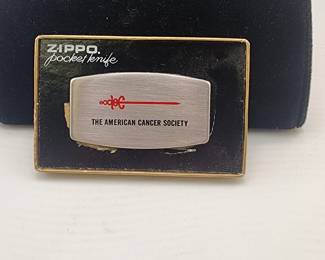 ZIPPO.
pocket knife
THE AMERICAN CANCER SOCIETY